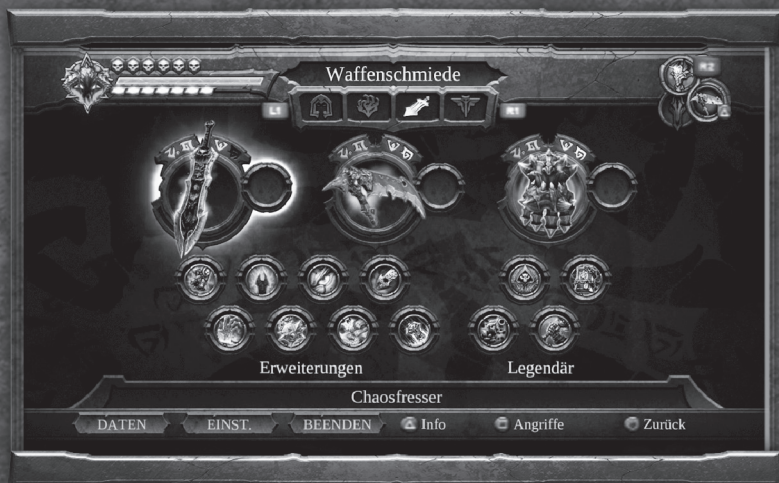 Waffenschmiede
L1
R1
R2
Erweiterungen
Legendär
Chaosfresser
DATEN EINST. BEENDEN Info Angriffe Zurück